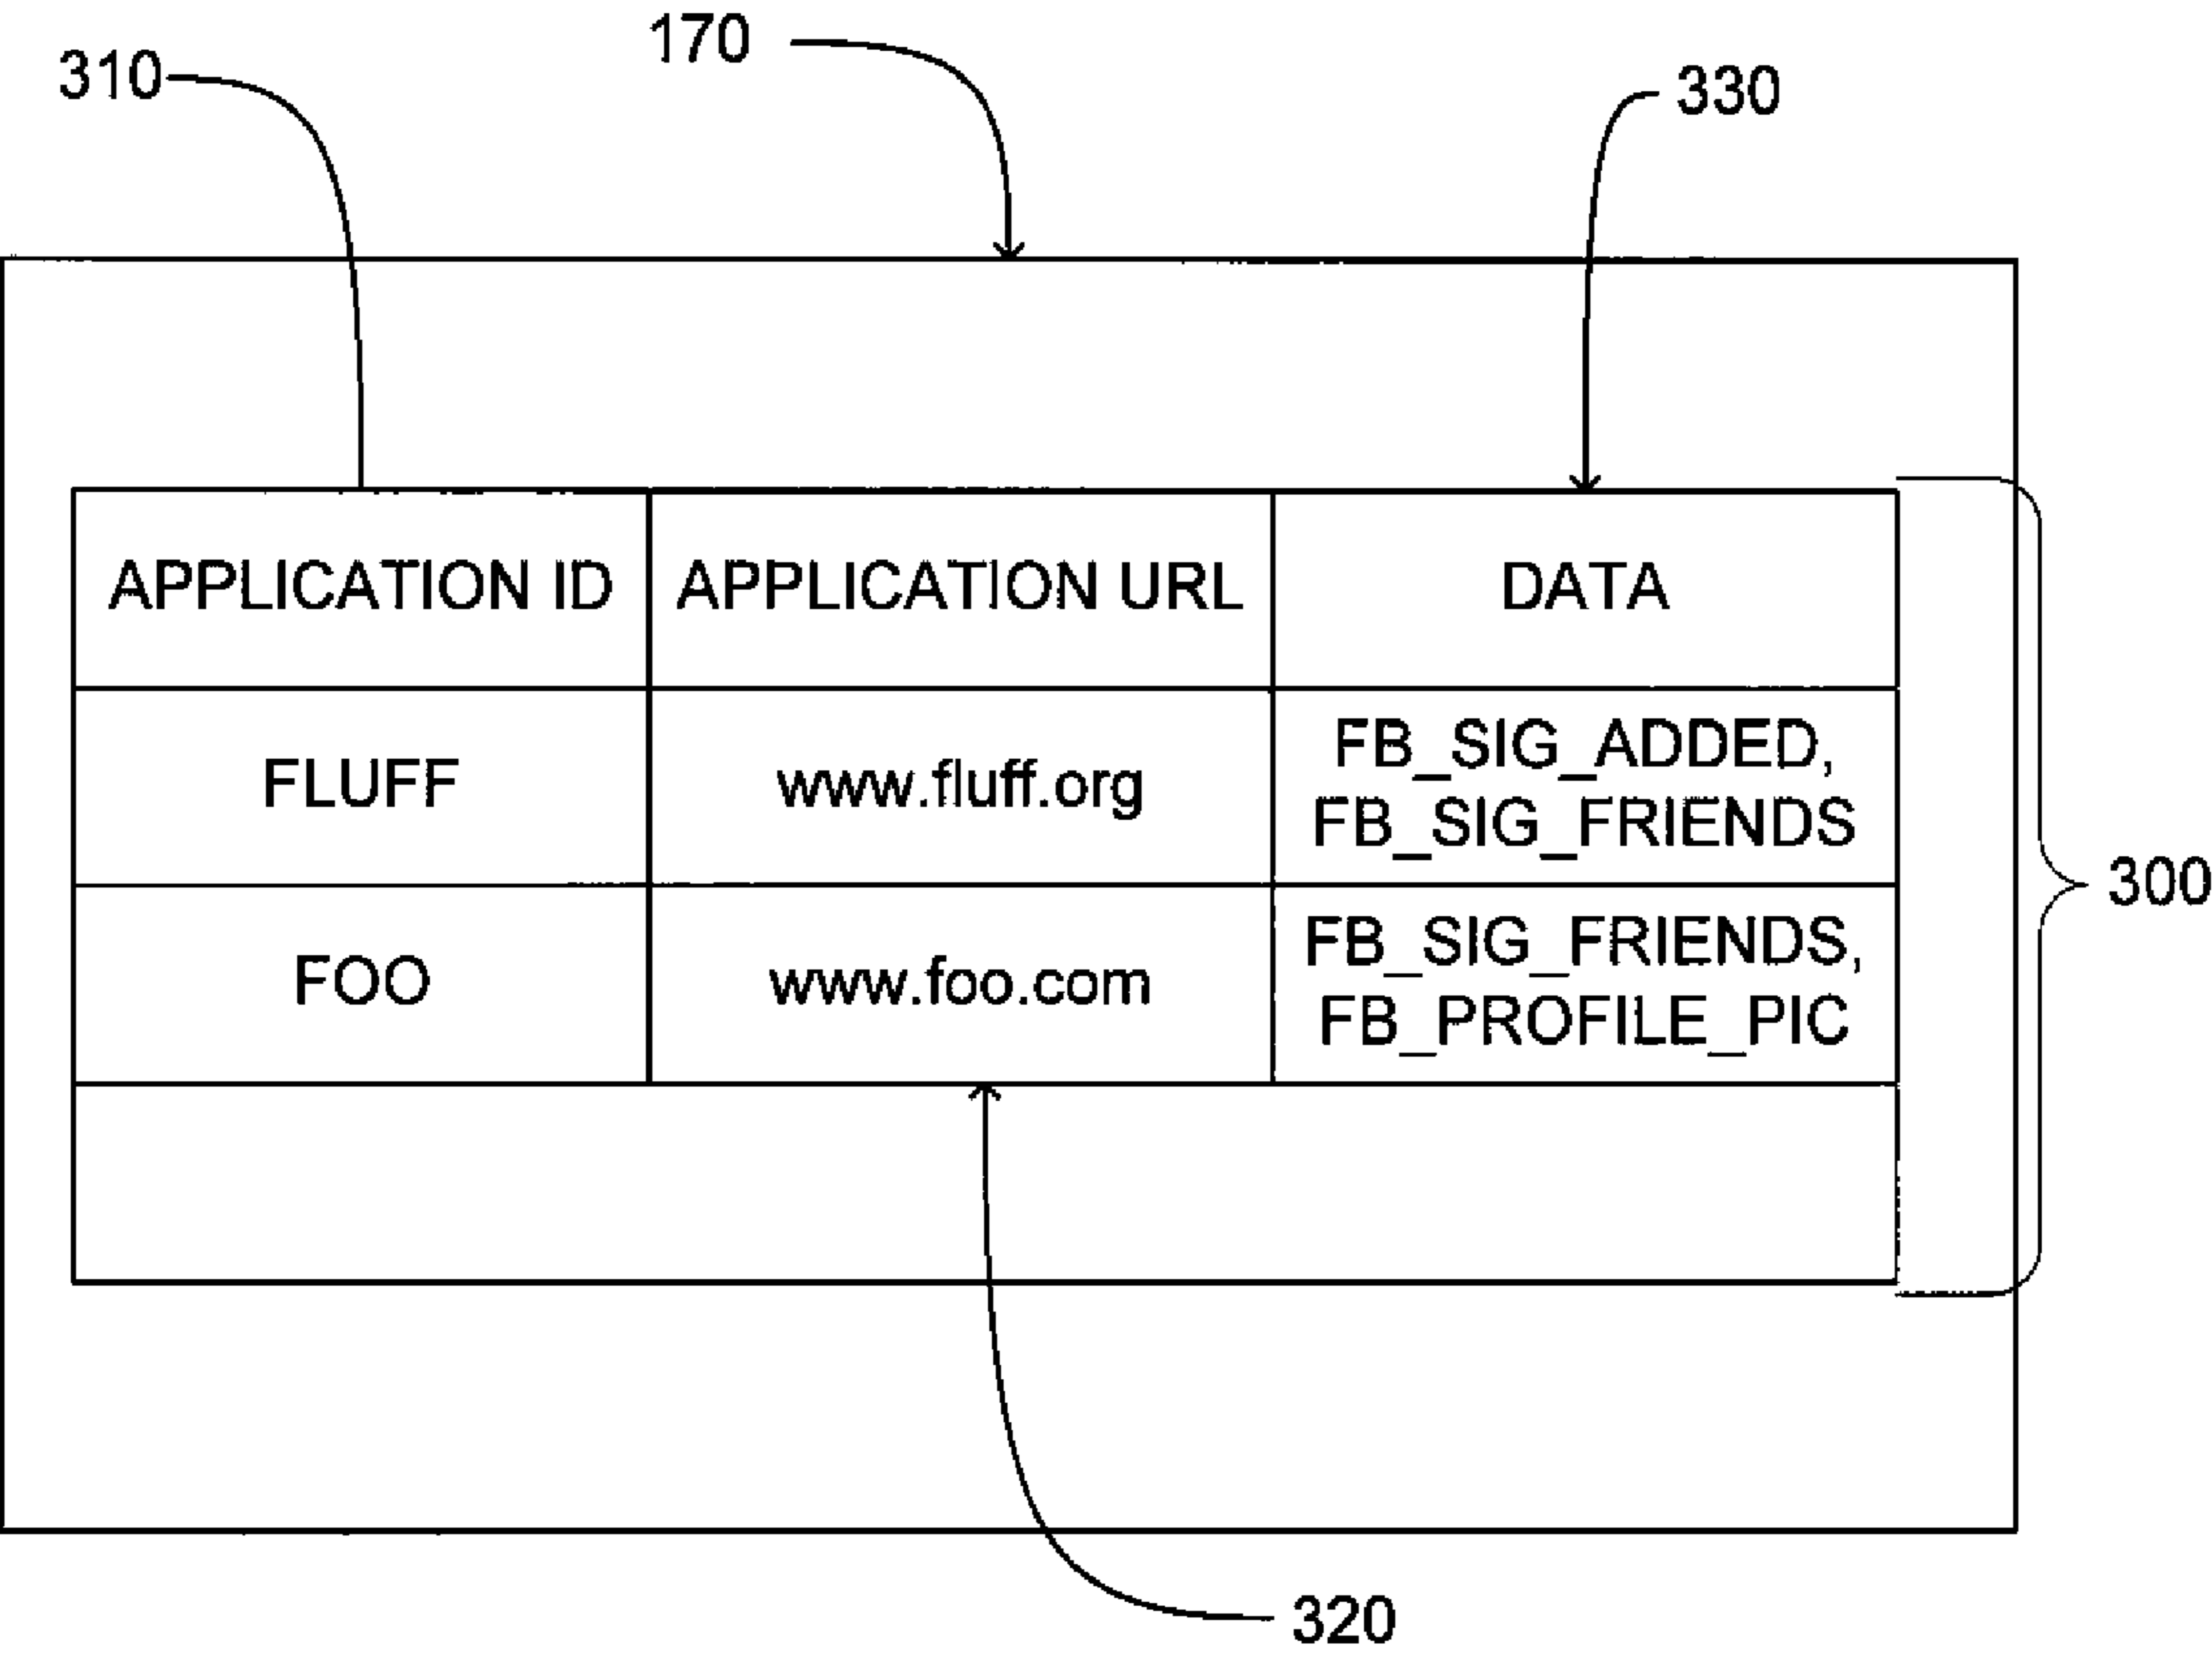 170
310
330
APPLICATION ID APPLICATION URL DATA
FLUFF www.fluff.org FB_SIG_ADDED,
FB_SIG_FRIENDS
300
FOO www.foo.com FB_SIG_FRIENDS,
FB_PROFILE_PIC
320